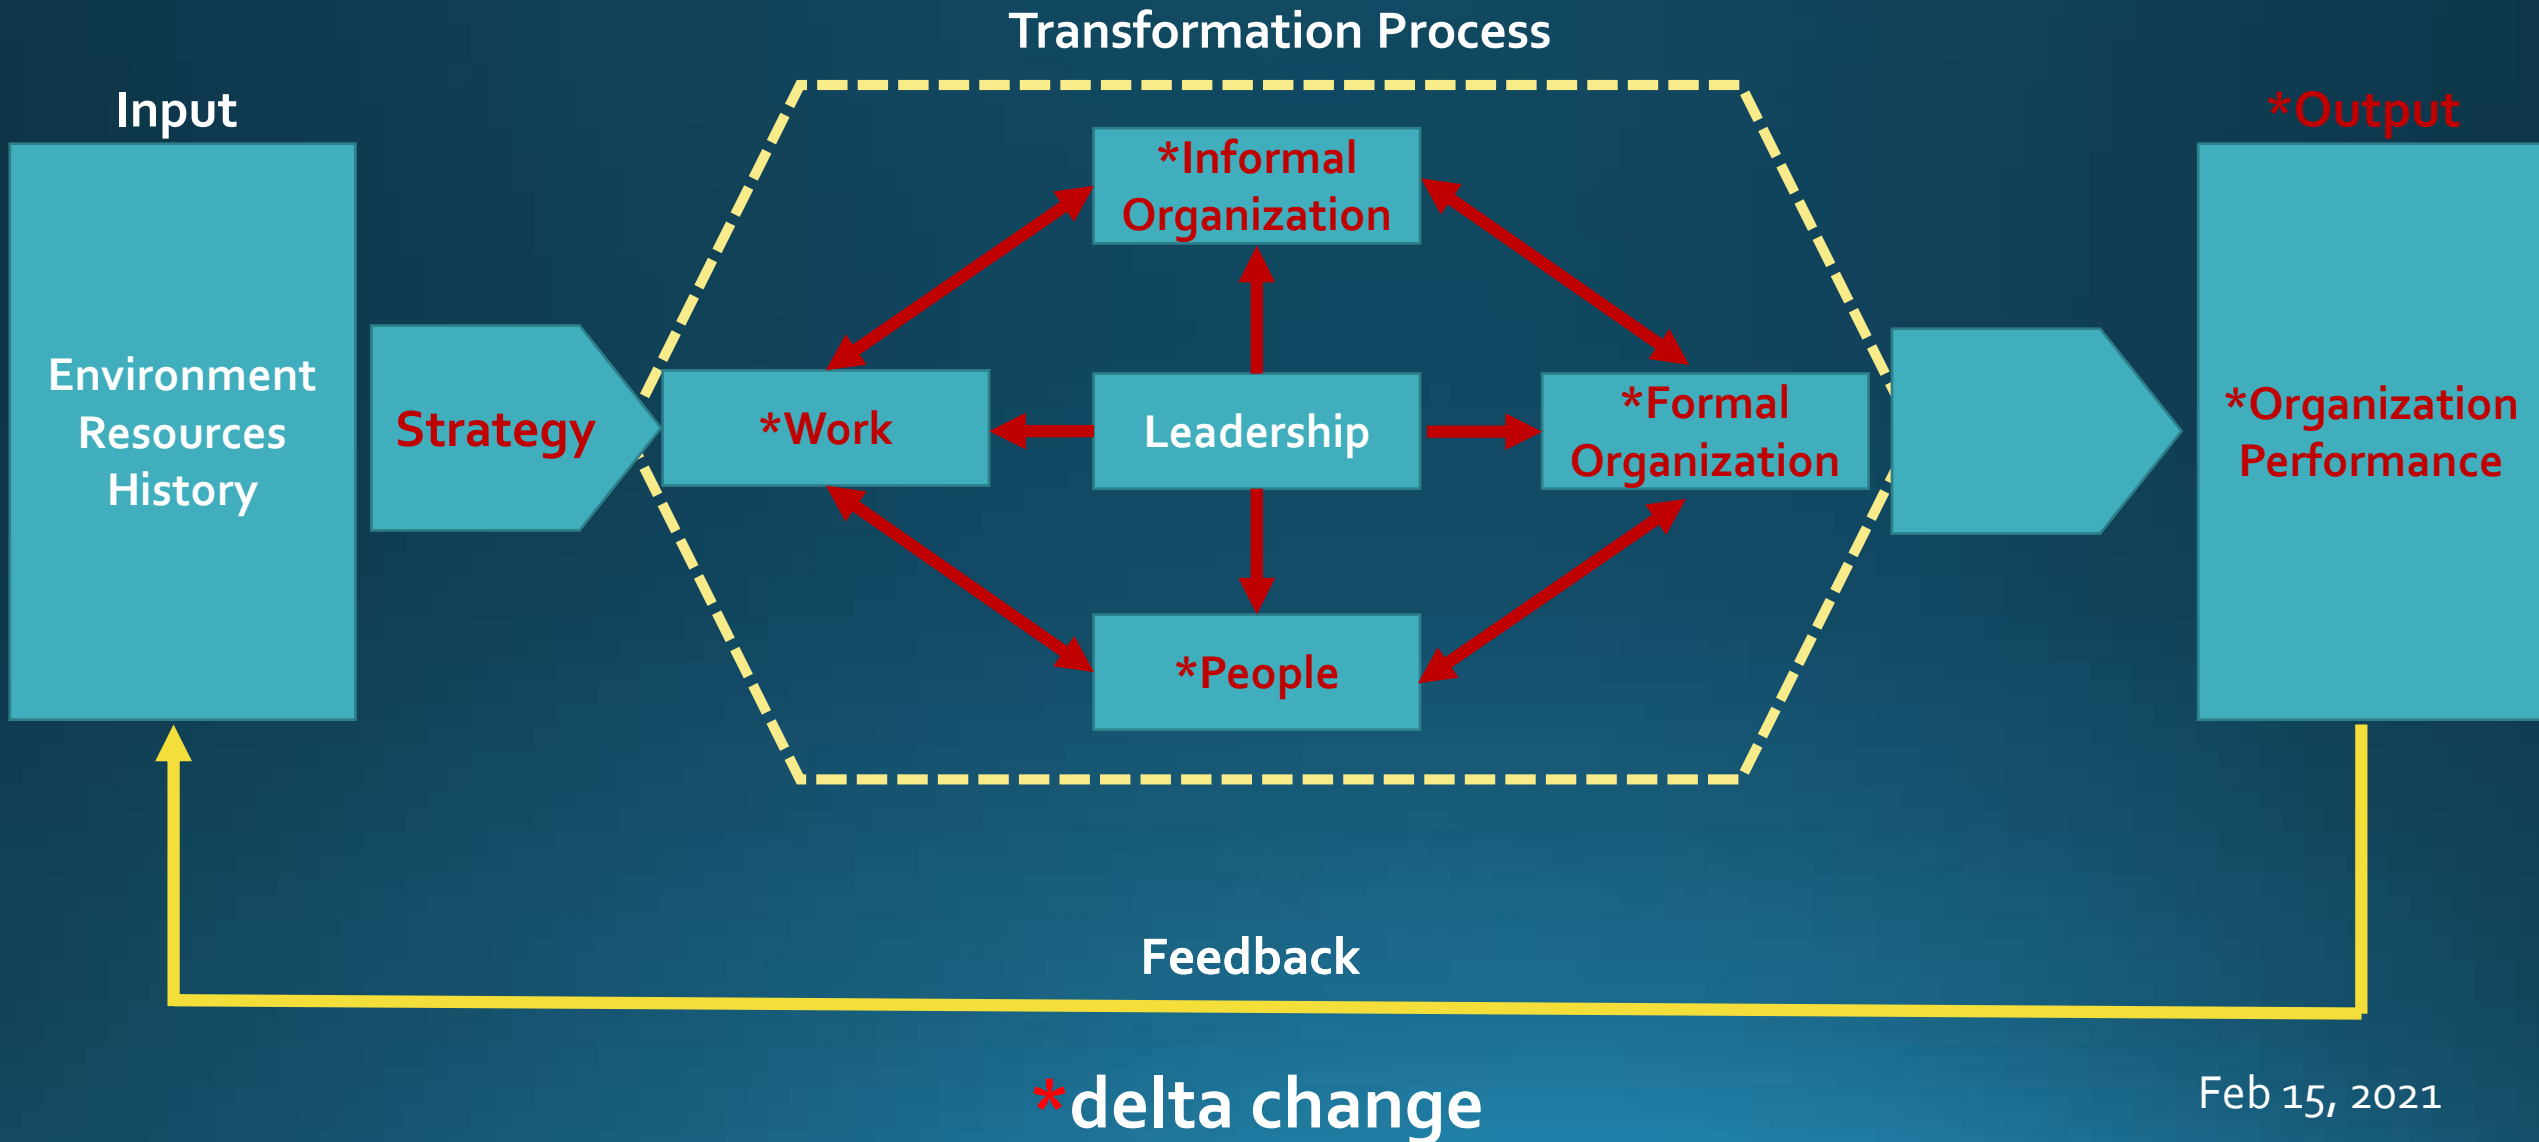 Transformation Process
Input
*Output
*Informal
Organization
Environment
Resources
History
Strategy
*Work
Leadership
*Formal
Organization
*Organization
Performance
*People
Feedback
*delta change
Feb 15, 2021